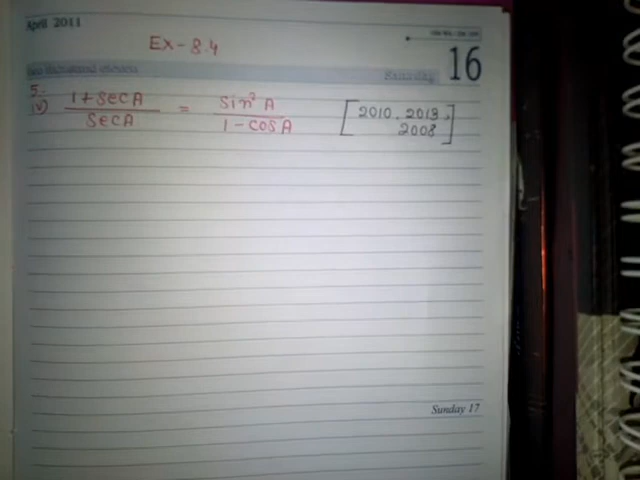 April 2011
Ex-8.4
Saturday 16
5.
iv) 1+secA / secA = sin²A / 1-cosA [2010, 2013, 2008]
Sunday 17